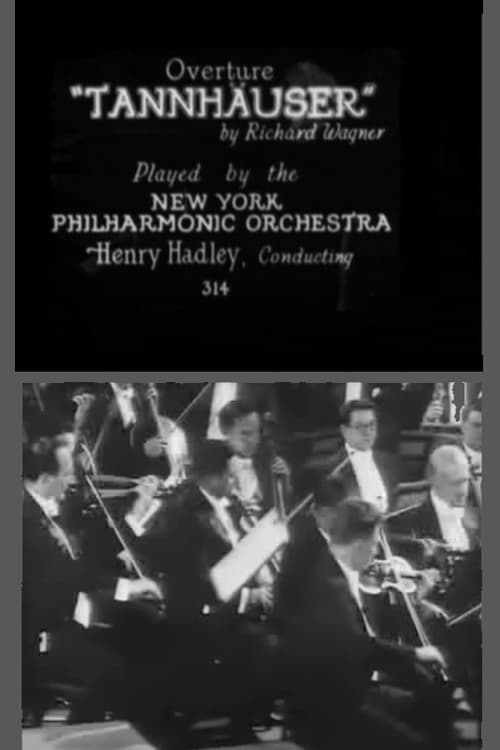 Overture
"TANNHÄUSER"
by Richard Wagner
Played by the
NEW YORK
PHILHARMONIC ORCHESTRA
Henry Hadley, Conducting
314